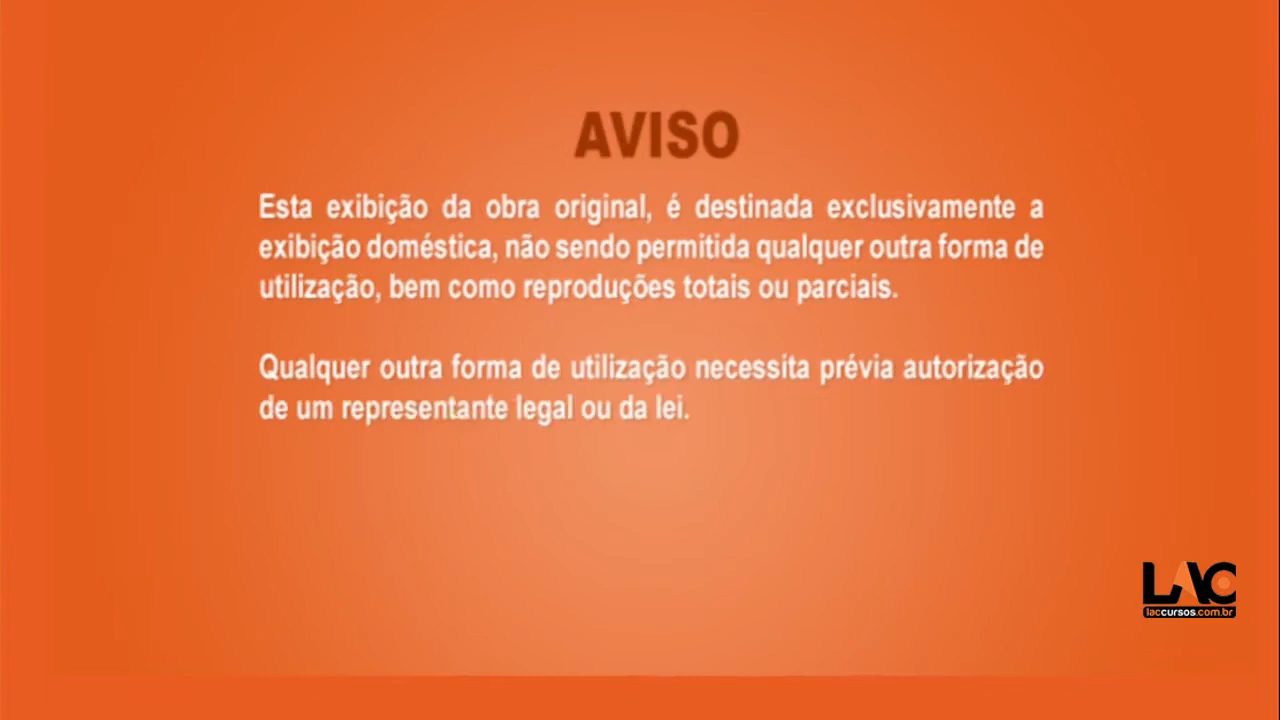 AVISO
Esta exibição da obra original, é destinada exclusivamente a
exibição doméstica, não sendo permitida qualquer outra forma de
utilização, bem como reproduções totais ou parciais.
Qualquer outra forma de utilização necessita prévia autorização
de um representante legal ou da lei.
LAC
laccursos.com.br